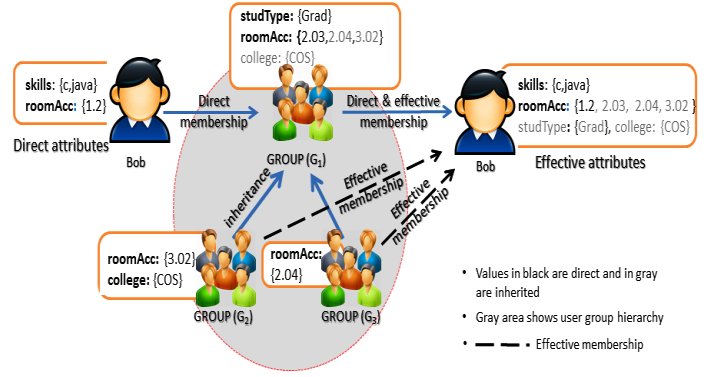 studType: {Grad}
roomAcc: {2.03,2.04,3.02}
college: {COS}
skills: {c,java}
roomAcc: {1.2}
Direct attributes
Bob
Direct
membership
GROUP (G1)
Direct & effective
membership
skills: {c,java}
roomAcc: {1.2, 2.03, 2.04, 3.02 }
studType: {Grad}, college: {COS}
Bob
Effective attributes
inheritance
Effective
membership
Effective
membership
roomAcc: {3.02}
college: {COS}
GROUP (G2)
roomAcc:
{2.04}
GROUP (G3)
• Values in black are direct and in gray
are inherited
• Gray area shows user group hierarchy
• Effective membership